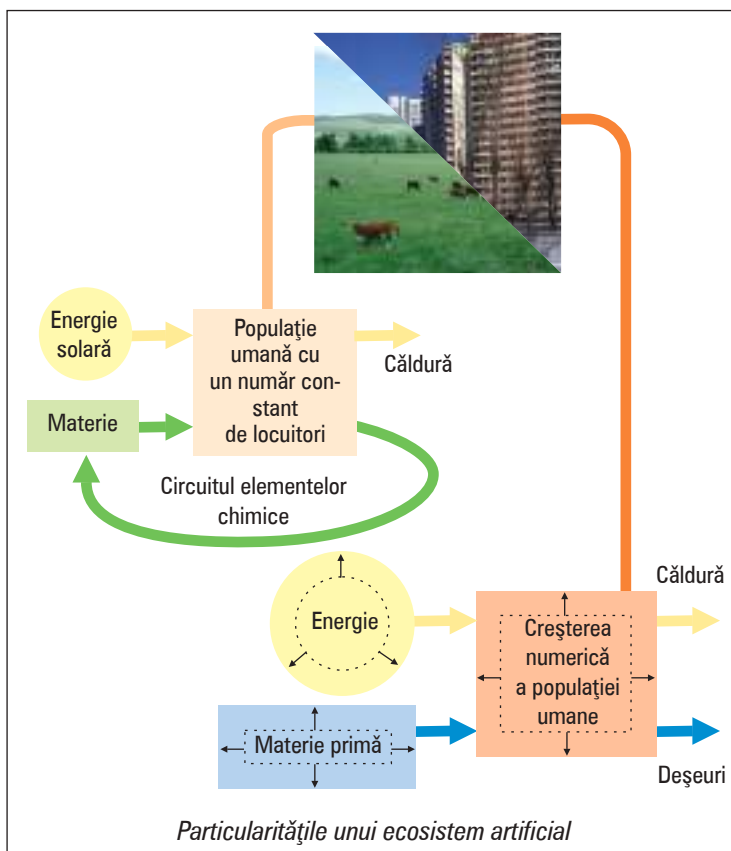 Energie
solară
Populaţie
umană cu
un număr con-
stant
de locuitori
Căldură
Materie
Circuitul elementelor
chimice
Energie
Creşterea
numerică
a populaţiei
umane
Căldură
Materie primă
Deşeuri
Particularităţile unui ecosistem artificial